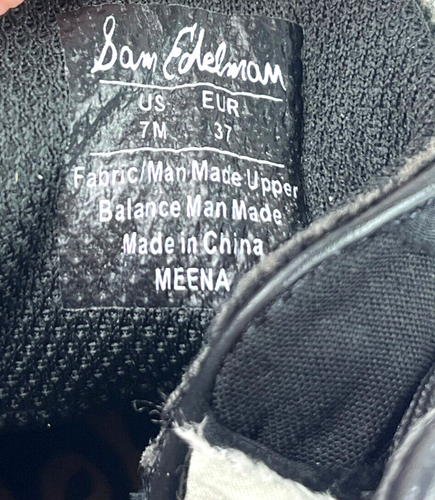 Sam Edelman
US EUR
7M 37
Fabric/Man Made Upper
Balance Man Made
Made in China
MEENA